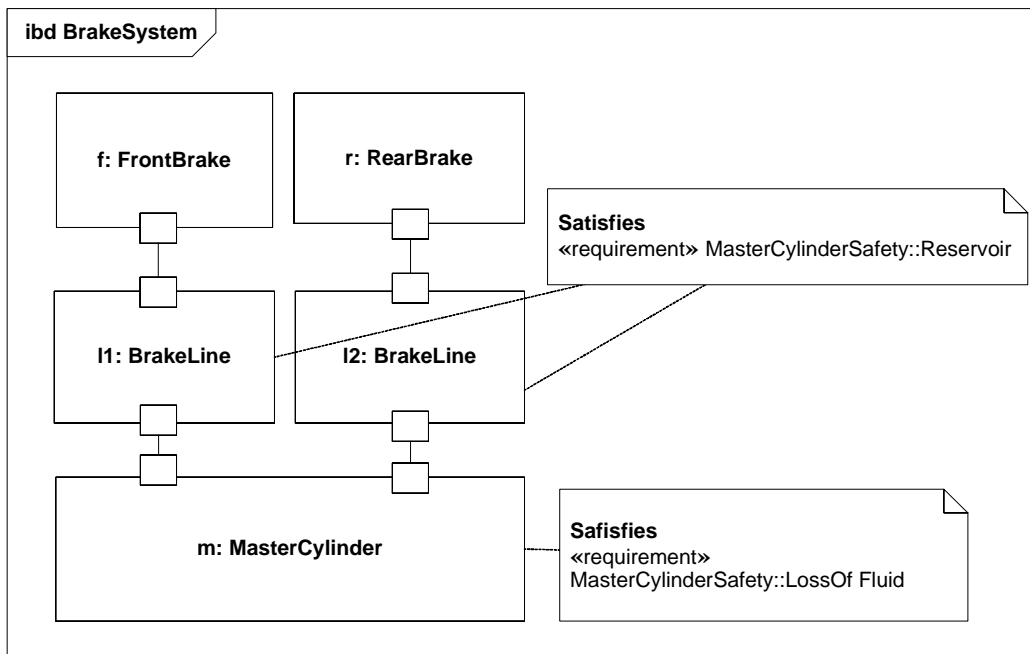 ibd BrakeSystem
f: FrontBrake
r: RearBrake
Satisfies
«requirement» MasterCylinderSafety::Reservoir
l1: BrakeLine
l2: BrakeLine
m: MasterCylinder
Safisfies
«requirement»
MasterCylinderSafety::LossOf Fluid